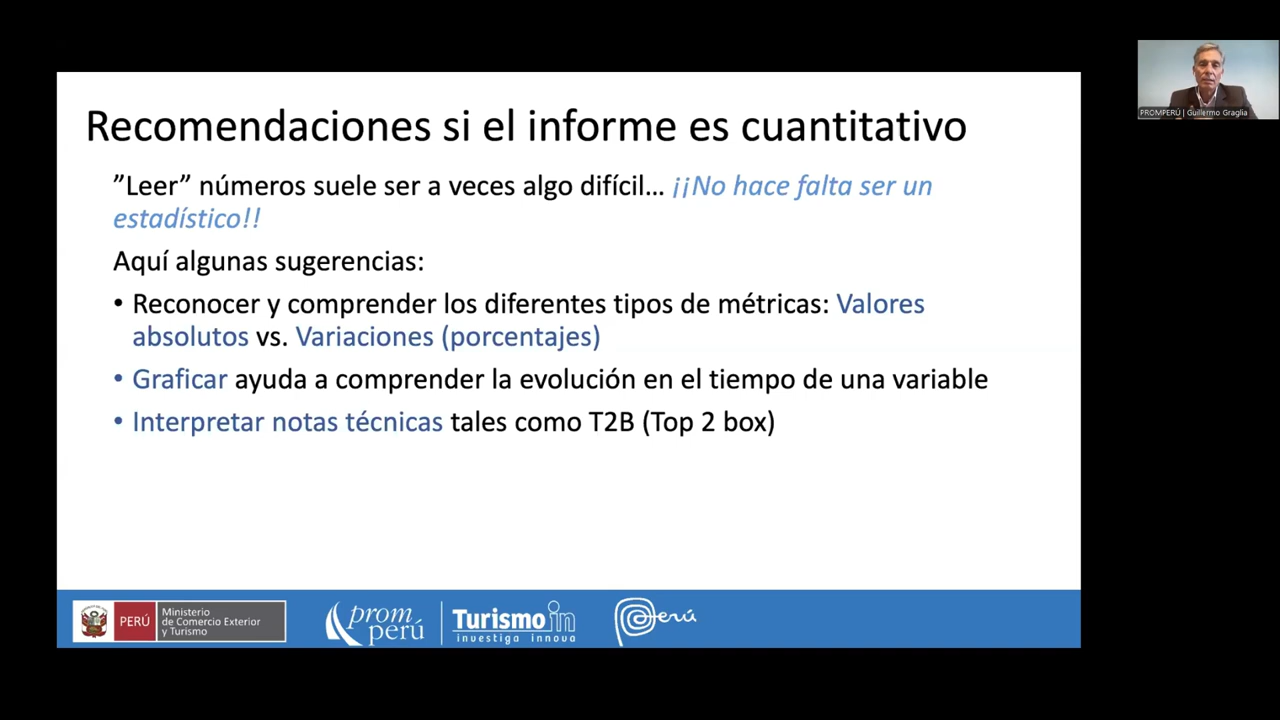 Recomendaciones si el informe es cuantitativo
”Leer” números suele ser a veces algo difícil… ¡¡No hace falta ser un
estadístico!!
Aquí algunas sugerencias:
• Reconocer y comprender los diferentes tipos de métricas: Valores
absolutos vs. Variaciones (porcentajes)
• Graficar ayuda a comprender la evolución en el tiempo de una variable
• Interpretar notas técnicas tales como T2B (Top 2 box)
PROMPERÚ | Guillermo Graglia
PERÚ
Ministerio
de Comercio Exterior
y Turismo
prom
perú
Turismo in
investiga innova
Perú